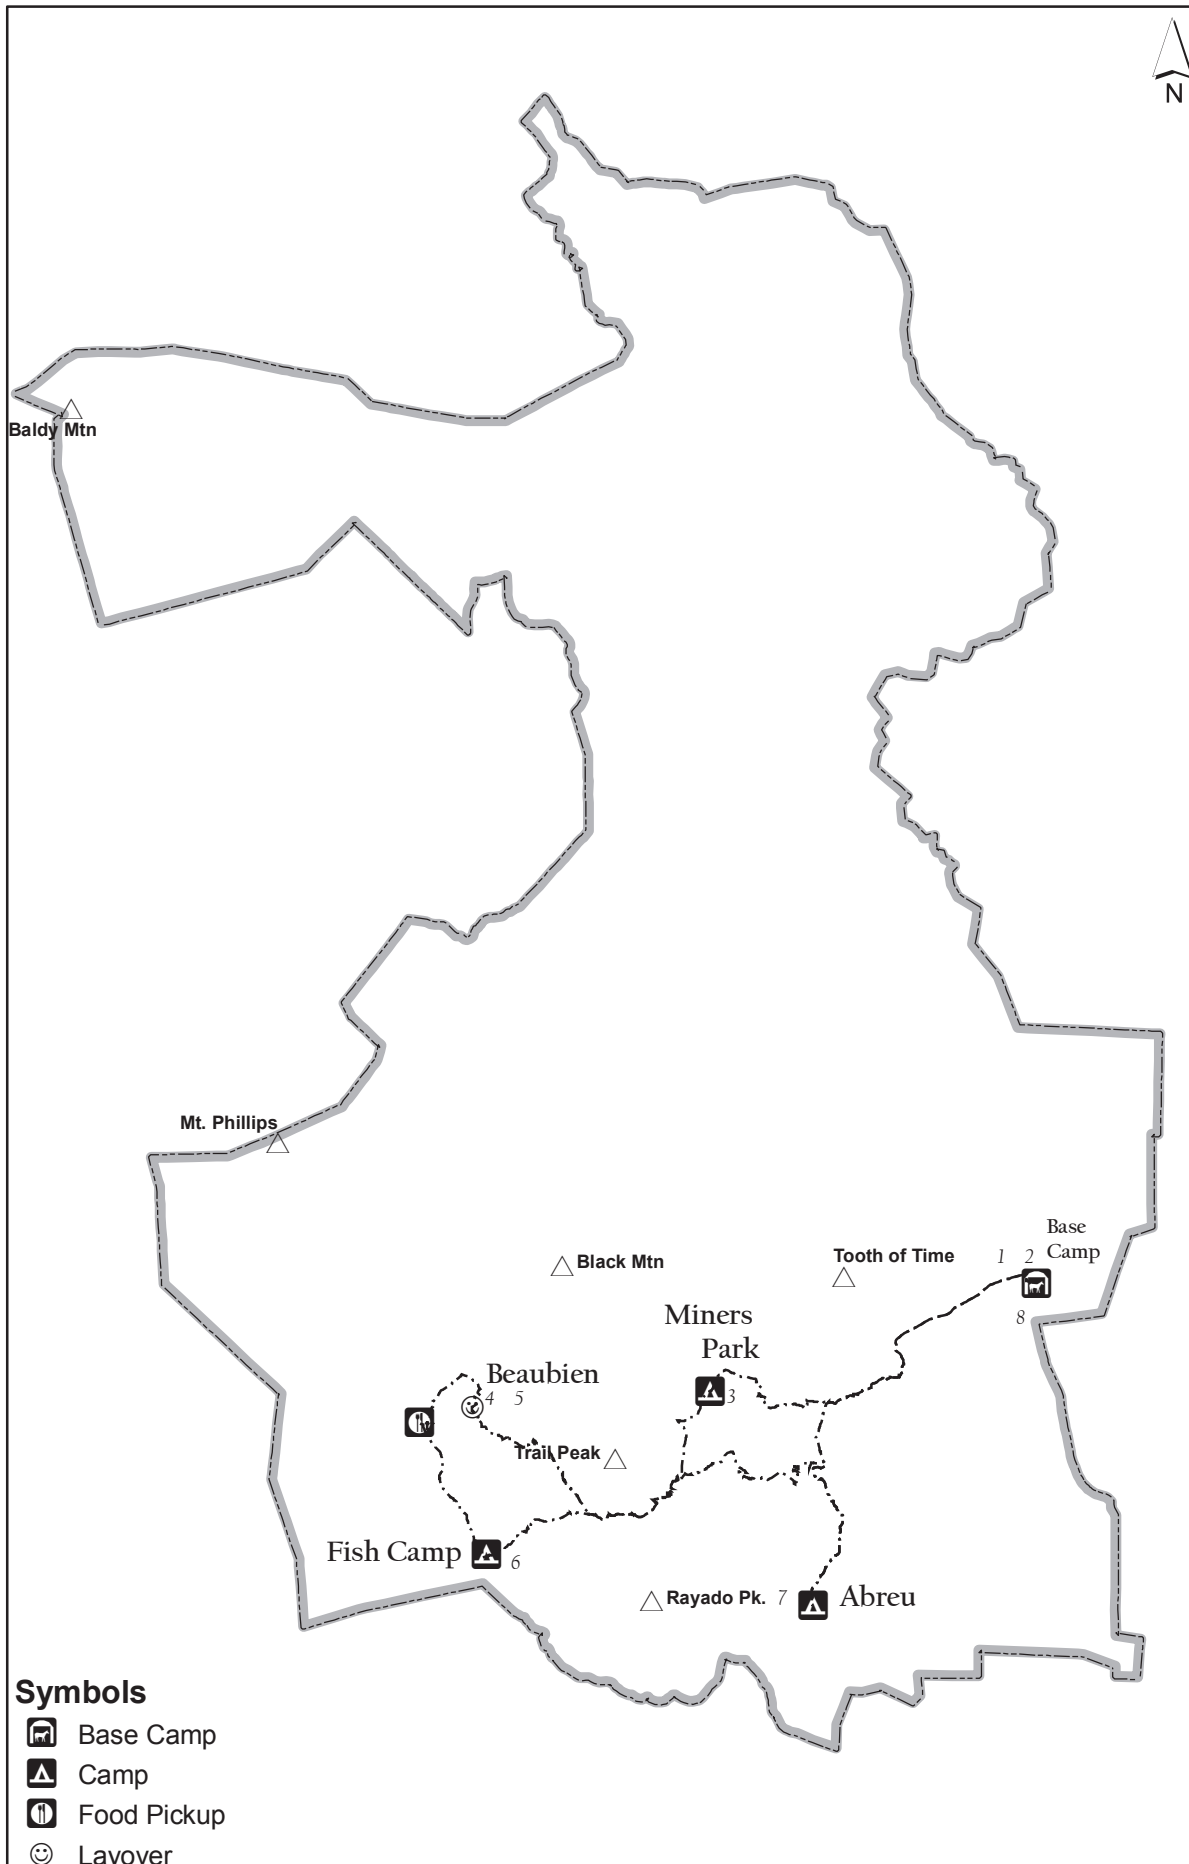 N
Baldy Mtn
Mt. Phillips
Base
Camp
1 2
8
Tooth of Time
Black Mtn
Miners
Park
3
Beaubien
4 5
Trail Peak
Fish Camp
6
Rayado Pk.
7
Abreu
Symbols
Base Camp
Camp
Food Pickup
Layover